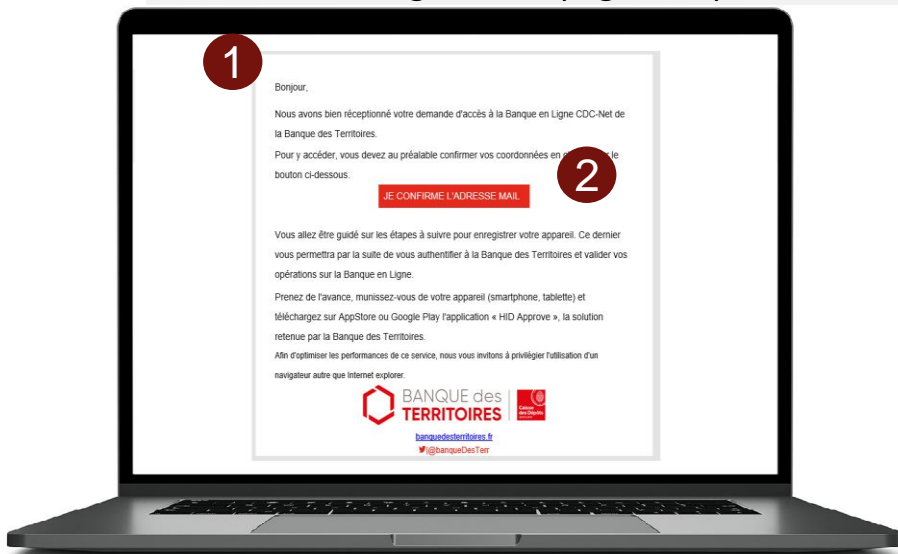 1
Bonjour,
Nous avons bien réceptionné votre demande d'accès à la Banque en Ligne CDC-Net de
la Banque des Territoires.
Pour y accéder, vous devez au préalable confirmer vos coordonnées en le
2
bouton ci-dessous.
JE CONFIRME L'ADRESSE MAIL
Vous allez être guidé sur les étapes à suivre pour enregistrer votre appareil. Ce dernier
vous permettra par la suite de vous authentifier à la Banque des Territoires et valider vos
opérations sur la Banque en Ligne.
Prenez de l'avance, munissez-vous de votre appareil (smartphone, tablette) et
téléchargez sur AppStore ou Google Play l'application « HID Approve », la solution
retenue par la Banque des Territoires.
Afin d'optimiser les performances de ce service, nous vous invitons à privilégier l'utilisation d'un
navigateur autre que Internet explorer.
BANQUE des
TERRITOIRES
Caisse
des Dépôts
banquedesterritoires.fr
|@banqueDesTerr